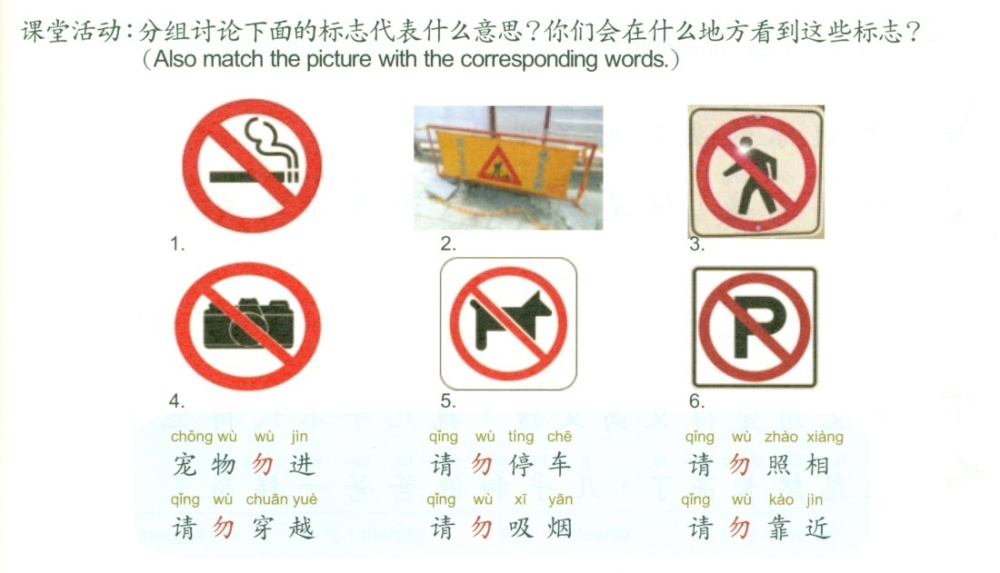 课堂活动：分组讨论下面的标志代表什么意思？你们会在什么地方看到这些标志？
（Also match the picture with the corresponding words.）
1.
2.
3.
P
4.
5.
6.
chǒng wù wù jìn
宠物勿进
qǐng wù tíng chē
请勿停车
qǐng wù zhào xiàng
请勿照相
qǐng wù chuān yuè
请勿穿越
qǐng wù xī yān
请勿吸烟
qǐng wù kào jìn
请勿靠近